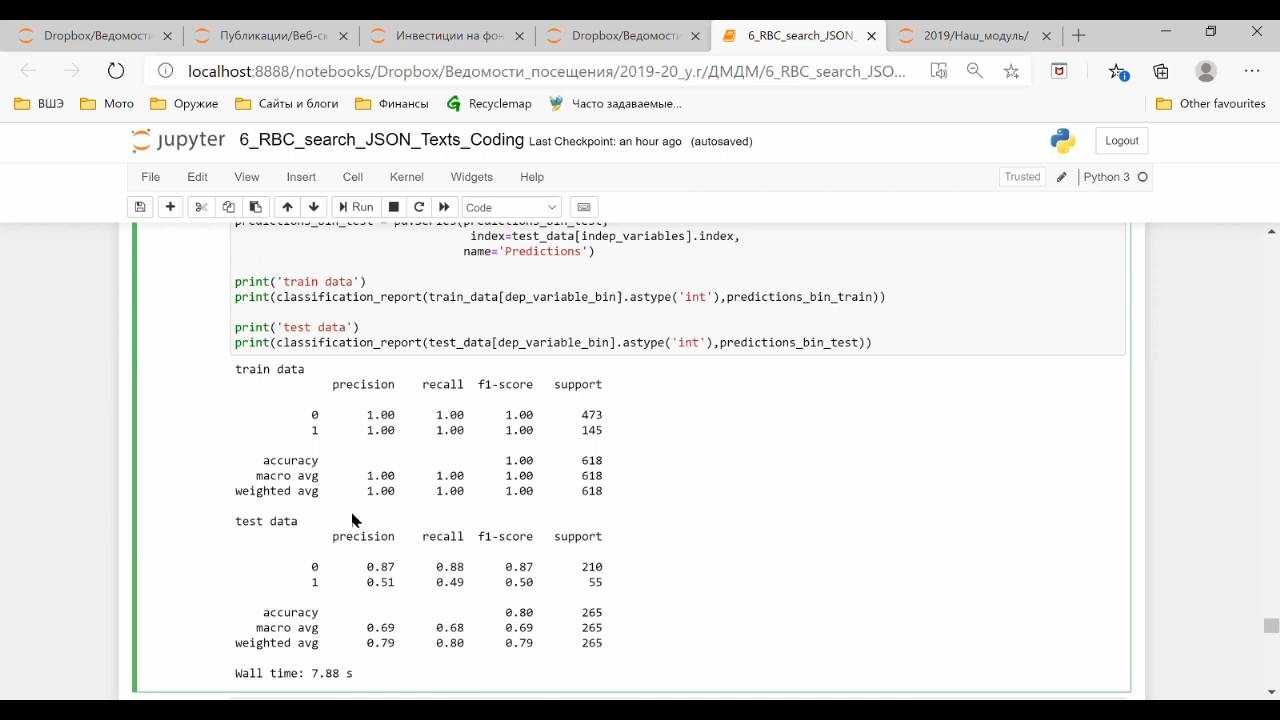 Dropbox/Ведомости
Публикации/Веб-ск
Инвестиции на фон
Dropbox/Ведомости
6_RBC_search_JSON_
2019/Наш_модуль/
localhost:8888/notebooks/Dropbox/Ведомости_посещения/2019-20_у.г/ДМДМ/6_RBC_search_JSO...
ВШЭ
Мото
Оружие
Сайты и блоги
Финансы
Recyclemap
Часто задаваемые...
Other favourites
jupyter
6_RBC_search_JSON_Texts_Coding Last Checkpoint: an hour ago (autosaved)
Logout
File Edit View Insert Cell Kernel Widgets Help
Trusted
Python 3
Run
Code
predictions_bin_test = pd.Series(predictions_bin_test,
index=test_data[indep_variables].index,
name='Predictions')
print('train data')
print(classification_report(train_data[dep_variable_bin].astype('int'),predictions_bin_train))
print('test data')
print(classification_report(test_data[dep_variable_bin].astype('int'),predictions_bin_test))
train data
precision recall f1-score support
0 1.00 1.00 1.00 473
1 1.00 1.00 1.00 145
accuracy 1.00 618
macro avg 1.00 1.00 1.00 618
weighted avg 1.00 1.00 1.00 618
test data
precision recall f1-score support
0 0.87 0.88 0.87 210
1 0.51 0.49 0.50 55
accuracy 0.80 265
macro avg 0.69 0.68 0.69 265
weighted avg 0.79 0.80 0.79 265
Wall time: 7.88 s